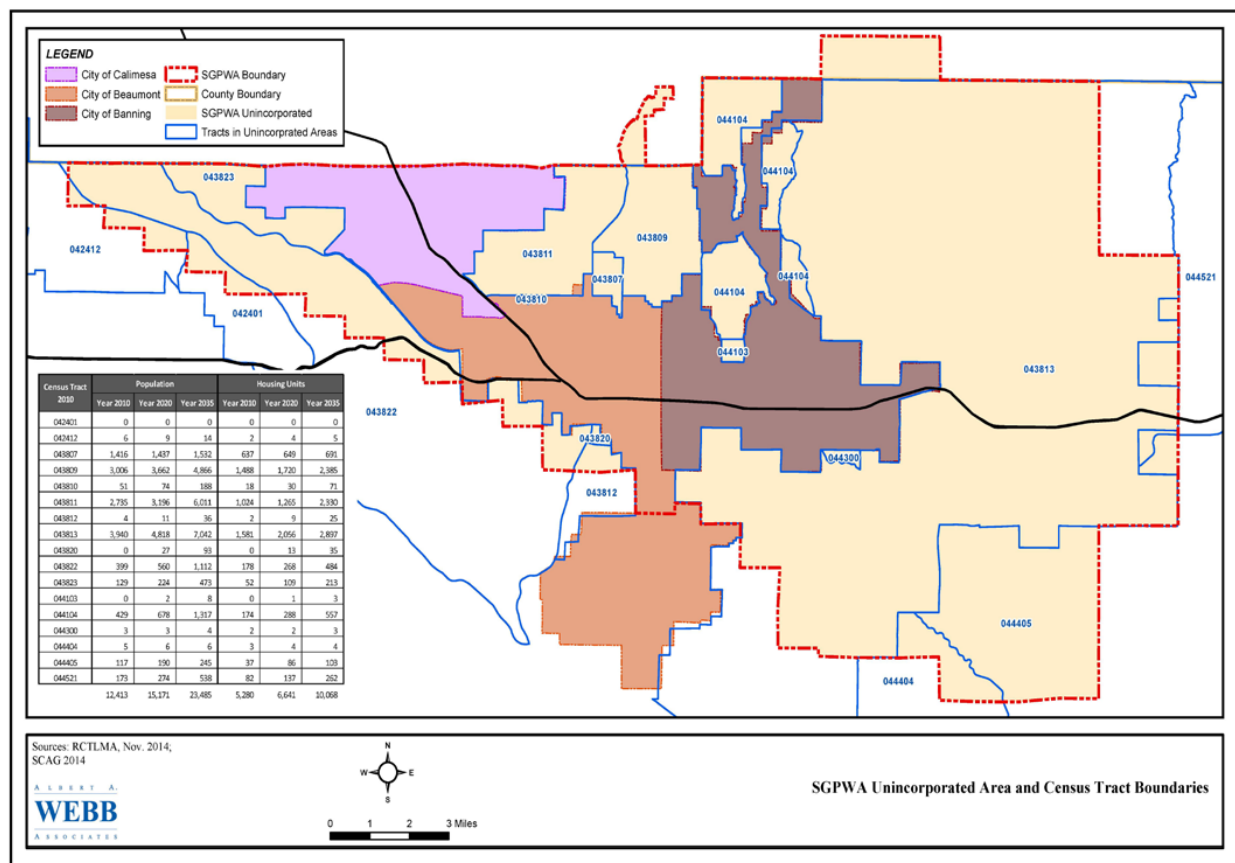 LEGEND
City of Calimesa
SGPWA Boundary
City of Beaumont
County Boundary
City of Banning
SGPWA Unincorporated
Tracts in Unincorprated Areas
044104
043823
044104
042412
043811
043809
043807
044104
044104
044521
043810
042401
044103
043813
043822
043820
044300
043812
044405
044404
Census Tract 2010 Population Housing Units
Year 2010 Year 2020 Year 2035 Year 2010 Year 2020 Year 2035
042401 0 0 0 0 0 0
042412 6 9 14 2 4 5
043807 1,416 1,437 1,532 637 649 691
043809 3,006 3,662 4,866 1,488 1,720 2,385
043810 51 74 188 18 30 71
043811 2,735 3,196 6,011 1,024 1,265 2,330
043812 4 11 36 2 9 25
043813 3,940 4,818 7,042 1,581 2,056 2,897
043820 0 27 93 0 13 35
043822 399 560 1,112 178 268 484
043823 129 224 473 52 109 213
044103 0 2 8 0 1 3
044104 429 678 1,317 174 288 557
044300 3 3 4 2 2 3
044404 5 6 6 3 4 4
044405 117 190 245 37 86 103
044521 173 274 538 82 137 262
12,413 15,171 23,485 5,280 6,641 10,068
Sources: RCTLMA, Nov. 2014;
SCAG 2014
ALBERT A.
WEBB
ASSOCIATES
N
W E
S
0 1 2 3 Miles
SGPWA Unincorporated Area and Census Tract Boundaries